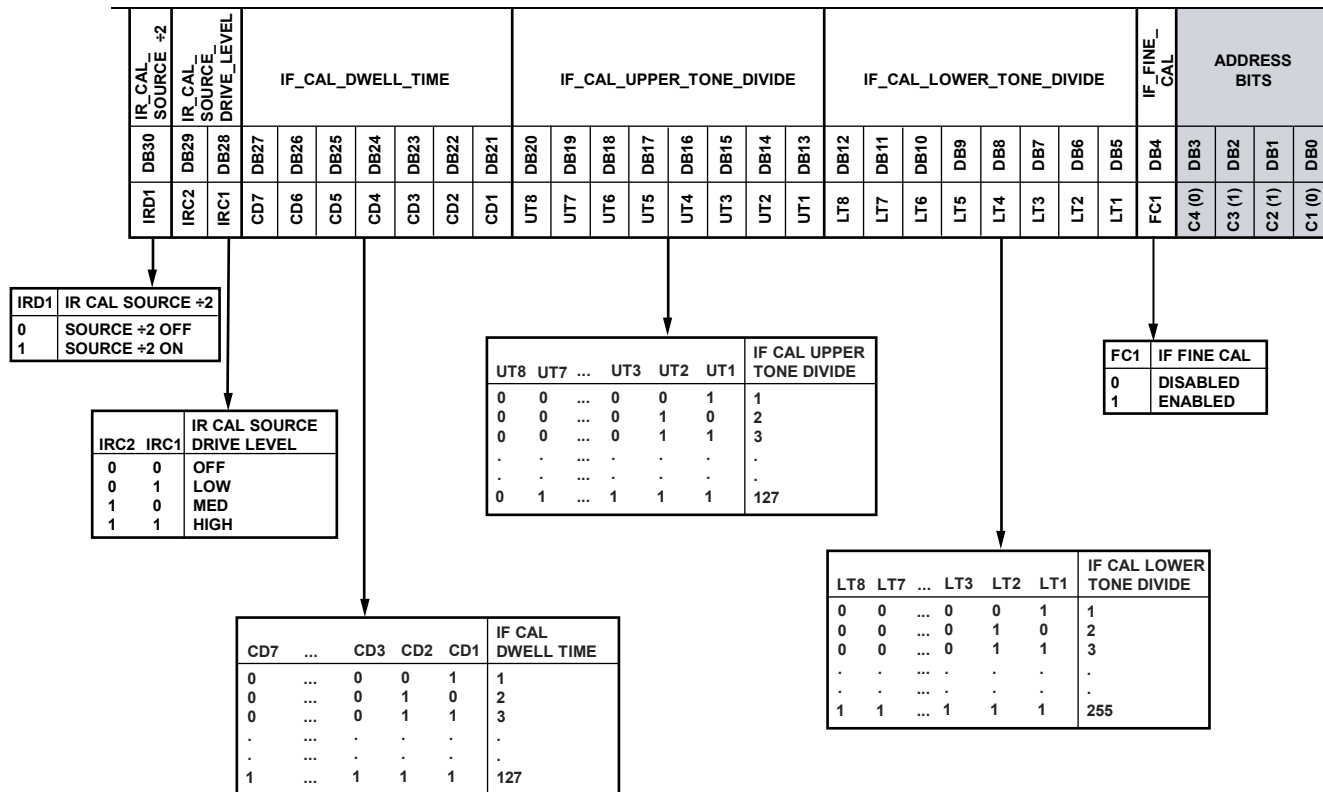 IR_CAL_
SOURCE ÷2
IR_CAL_
SOURCE_
DRIVE_LEVEL
IF_CAL_DWELL_TIME
IF_CAL_UPPER_TONE_DIVIDE
IF_CAL_LOWER_TONE_DIVIDE
IF_FINE_
CAL
ADDRESS
BITS
DB30 DB29 DB28 DB27 DB26 DB25 DB24 DB23 DB22 DB21 DB20 DB19 DB18 DB17 DB16 DB15 DB14 DB13 DB12 DB11 DB10 DB9 DB8 DB7 DB6 DB5 DB4 DB3 DB2 DB1 DB0
IRD1 IRC2 IRC1 CD7 CD6 CD5 CD4 CD3 CD2 CD1 UT8 UT7 UT6 UT5 UT4 UT3 UT2 UT1 LT8 LT7 LT6 LT5 LT4 LT3 LT2 LT1 FC1 C4 (0) C3 (1) C2 (1) C1 (0)
IRD1 IR CAL SOURCE ÷2
0 SOURCE ÷2 OFF
1 SOURCE ÷2 ON
IR CAL SOURCE
IRC2 IRC1 DRIVE LEVEL
0 0 OFF
0 1 LOW
1 0 MED
1 1 HIGH
IF CAL UPPER
UT8 UT7 ... UT3 UT2 UT1 TONE DIVIDE
0 0 ... 0 0 1 1
0 0 ... 0 1 0 2
0 0 ... 0 1 1 3
. . ... . . . .
. . ... . . . .
0 1 ... 1 1 1 127
FC1 IF FINE CAL
0 DISABLED
1 ENABLED
IF CAL LOWER
LT8 LT7 ... LT3 LT2 LT1 TONE DIVIDE
0 0 ... 0 0 1 1
0 0 ... 0 1 0 2
0 0 ... 0 1 1 3
. . ... . . . .
. . ... . . . .
1 1 ... 1 1 1 255
IF CAL
CD7 ... CD3 CD2 CD1 DWELL TIME
0 ... 0 0 1 1
0 ... 0 1 0 2
0 ... 0 1 1 3
. ... . . . .
. ... . . . .
1 ... 1 1 1 127